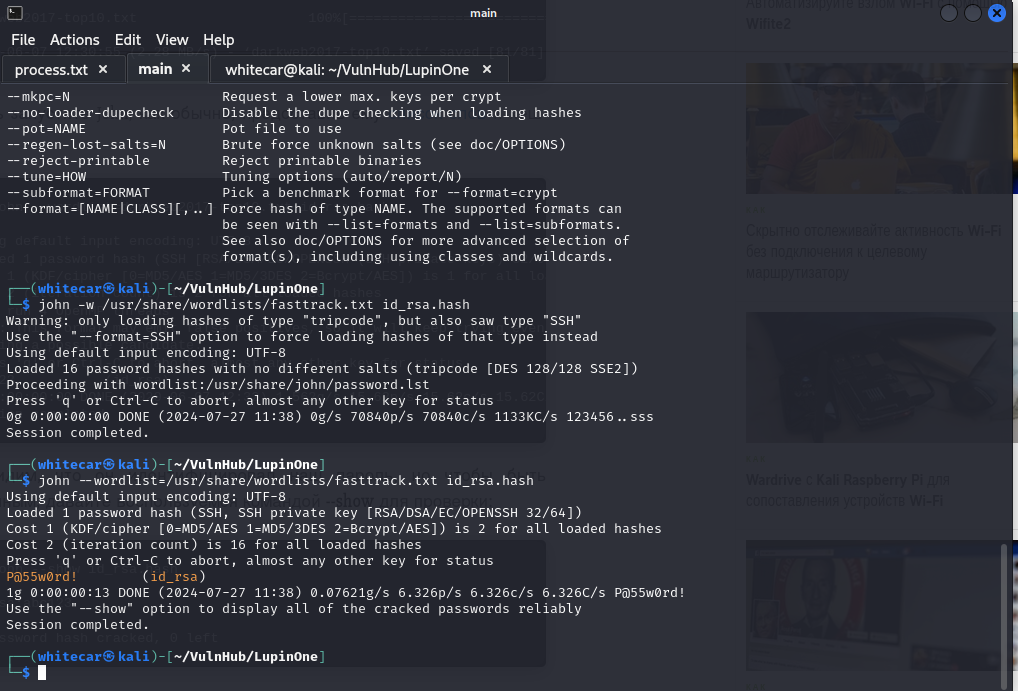 main
File Actions Edit View Help
process.txt × main × whitecar@kali: ~/VulnHub/LupinOne ×
--mkpc=N Request a lower max. keys per crypt
--no-loader-dupecheck Disable the dupe checking when loading hashes
--pot=NAME Pot file to use
--regen-lost-salts=N Brute force unknown salts (see doc/OPTIONS)
--reject-printable Reject printable binaries
--tune=HOW Tuning options (auto/report/N)
--subformat=FORMAT Pick a benchmark format for --format=crypt
--format=[NAME|CLASS][,..] Force hash of type NAME. The supported formats can
be seen with --list=formats and --list=subformats.
See also doc/OPTIONS for more advanced selection of
format(s), including using classes and wildcards.
┌──(whitecar㉿kali)-[~/VulnHub/LupinOne]
└─$ john -w /usr/share/wordlists/fasttrack.txt id_rsa.hash
Warning: only loading hashes of type "tripcode", but also saw type "SSH"
Use the "--format=SSH" option to force loading hashes of that type instead
Using default input encoding: UTF-8
Loaded 16 password hashes with no different salts (tripcode [DES 128/128 SSE2])
Proceeding with wordlist:/usr/share/john/password.lst
Press 'q' or Ctrl-C to abort, almost any other key for status
0g 0:00:00:00 DONE (2024-07-27 11:38) 0g/s 70840p/s 70840c/s 1133KC/s 123456..sss
Session completed.
┌──(whitecar㉿kali)-[~/VulnHub/LupinOne]
└─$ john --wordlist=/usr/share/wordlists/fasttrack.txt id_rsa.hash
Using default input encoding: UTF-8
Loaded 1 password hash (SSH, SSH private key [RSA/DSA/EC/OPENSSH 32/64])
Cost 1 (KDF/cipher [0=MD5/AES 1=MD5/3DES 2=Bcrypt/AES]) is 2 for all loaded hashes
Cost 2 (iteration count) is 16 for all loaded hashes
Press 'q' or Ctrl-C to abort, almost any other key for status
P@55w0rd! (id_rsa)
1g 0:00:00:13 DONE (2024-07-27 11:38) 0.07621g/s 6.326p/s 6.326c/s 6.326C/s P@55w0rd!
Use the "--show" option to display all of the cracked passwords reliably
Session completed.
┌──(whitecar㉿kali)-[~/VulnHub/LupinOne]
└─$
Wifite2
Скрытно отслеживайте активность Wi-Fi
без подключения к целевому
маршрутизатору
Wardrive с Kali Raspberry Pi для
сопоставления устройств Wi-Fi